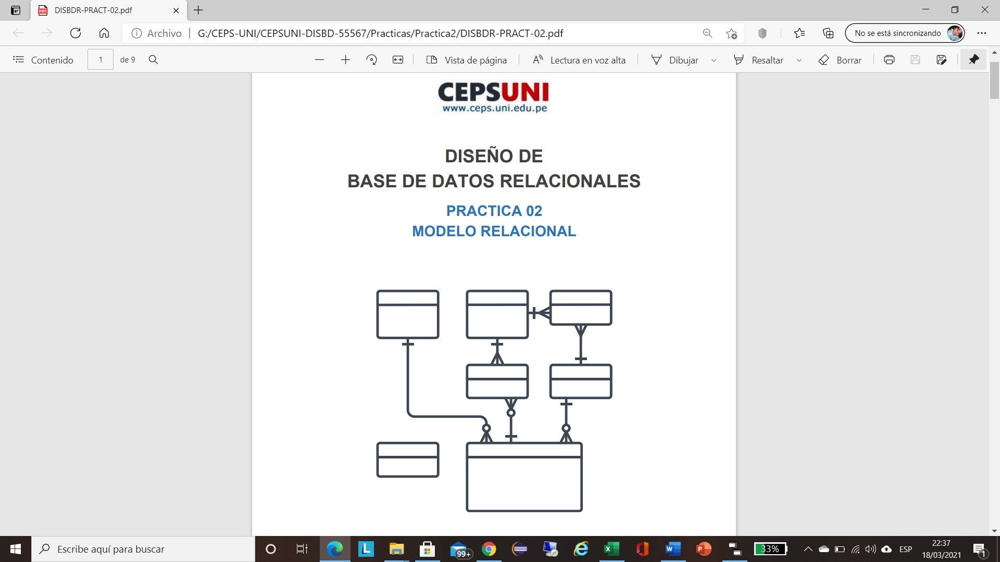 DISBDR-PRACT-02.pdf
Archivo
G:/CEPS-UNI/CEPSUNI-DISBD-55567/Practicas/Practica2/DISBDR-PRACT-02.pdf
No se está sincronizando
Contenido
1
de 9
Vista de página
Lectura en voz alta
Dibujar
Resaltar
Borrar
CEPSUNI
www.ceps.uni.edu.pe
DISEÑO DE
BASE DE DATOS RELACIONALES
PRACTICA 02
MODELO RELACIONAL
Escribe aquí para buscar
99+
33%
ESP
22:37
18/03/2021
1